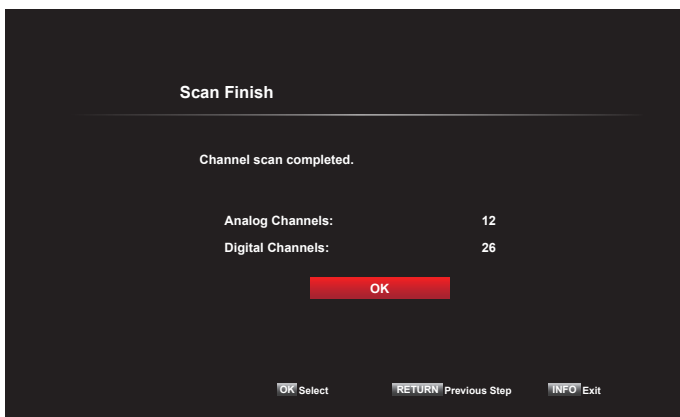 Scan Finish
Channel scan completed.
Analog Channels: 12
Digital Channels: 26
OK
OK Select RETURN Previous Step INFO Exit